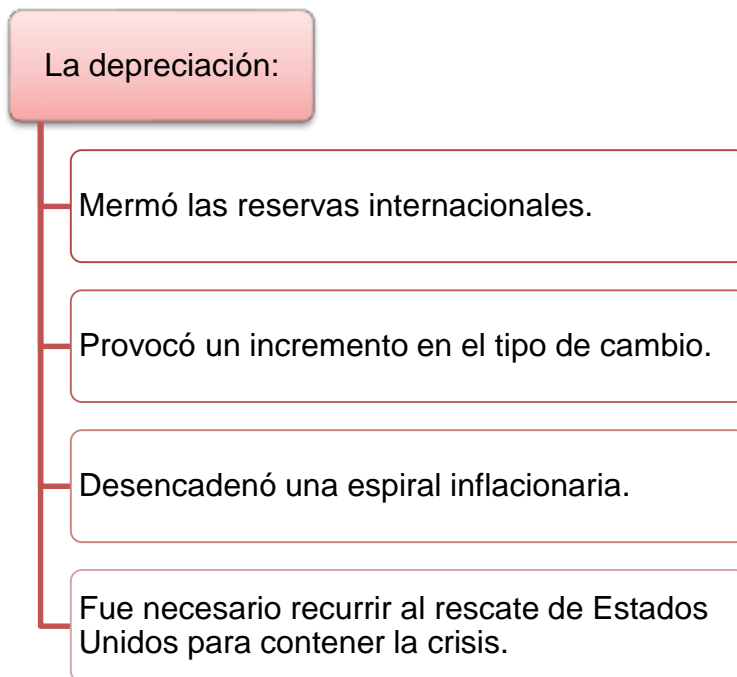 La depreciación:
Mermó las reservas internacionales.
Provocó un incremento en el tipo de cambio.
Desencadenó una espiral inflacionaria.
Fue necesario recurrir al rescate de Estados
Unidos para contener la crisis.